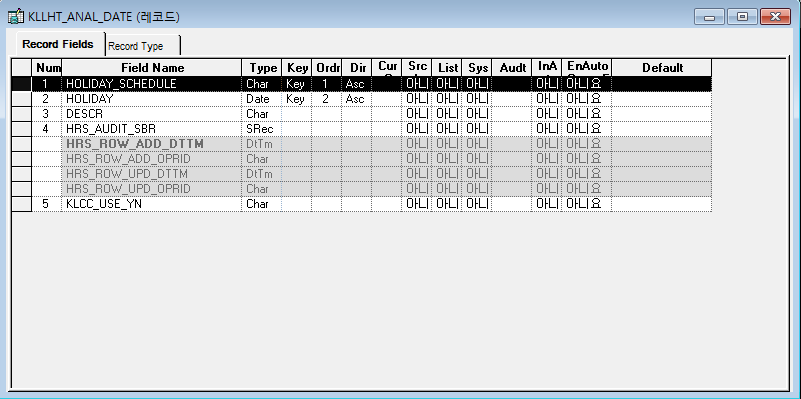 KLLHT_ANAL_DATE (레코드)
Record Fields Record Type
Num Field Name Type Key Ordr Dir Cur Src List Sys Audt InA EnAuto Default
1 HOLIDAY_SCHEDULE Char Key 1 Asc 아니 아니 아니 아니 아니요
2 HOLIDAY Date Key 2 Asc 아니 아니 아니 아니 아니요
3 DESCR Char 아니 아니 아니 아니 아니요
4 HRS_AUDIT_SBR SRec 아니 아니 아니 아니 아니요
HRS_ROW_ADD_DTTM DtTm 아니 아니 아니 아니 아니요
HRS_ROW_ADD_OPRID Char 아니 아니 아니 아니 아니요
HRS_ROW_UPD_DTTM DtTm 아니 아니 아니 아니 아니요
HRS_ROW_UPD_OPRID Char 아니 아니 아니 아니 아니요
5 KLCC_USE_YN Char 아니 아니 아니 아니 아니요